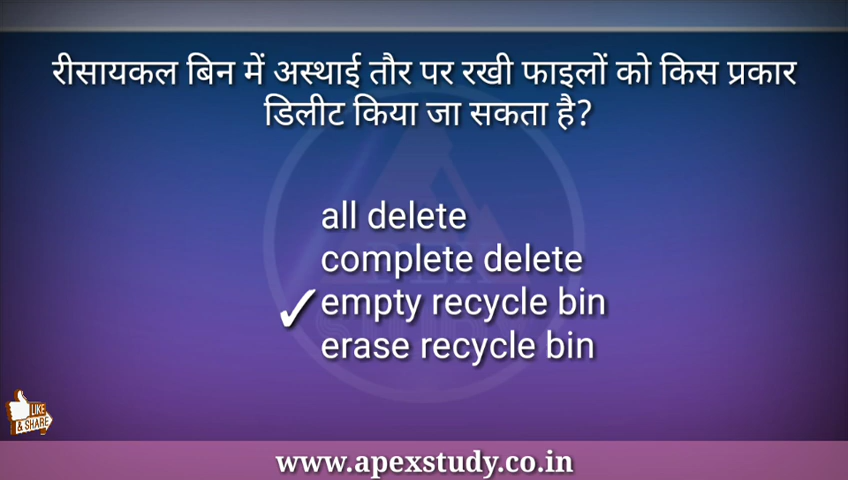 रीसायकल बिन में अस्थाई तौर पर रखी फाइलों को किस प्रकार
डिलीट किया जा सकता है?
all delete
complete delete
✓empty recycle bin
erase recycle bin
LIKE
& SHARE
www.apexstudy.co.in